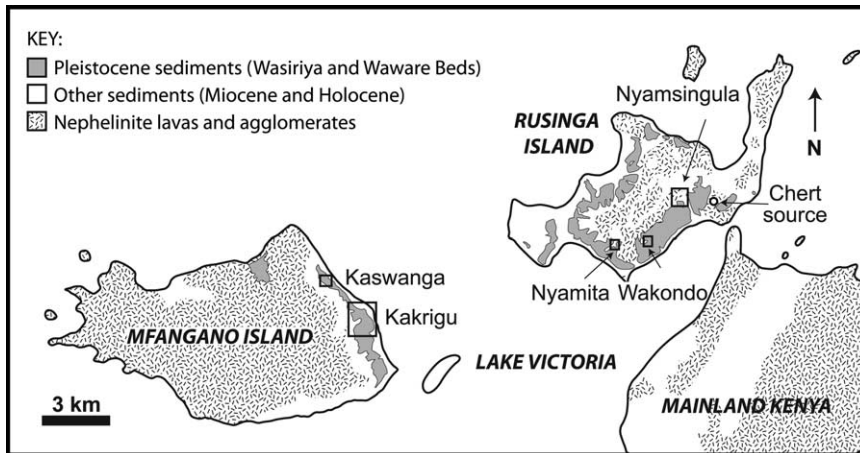 KEY:
Pleistocene sediments (Wasiriya and Waware Beds)
Other sediments (Miocene and Holocene)
Nephelinite lavas and agglomerates
Nyamsingula
RUSINGA
ISLAND
N
Chert
source
Nyamita Wakondo
Kaswanga
Kakrigu
MFANGANO ISLAND
LAKE VICTORIA
3 km
MAINLAND KENYA